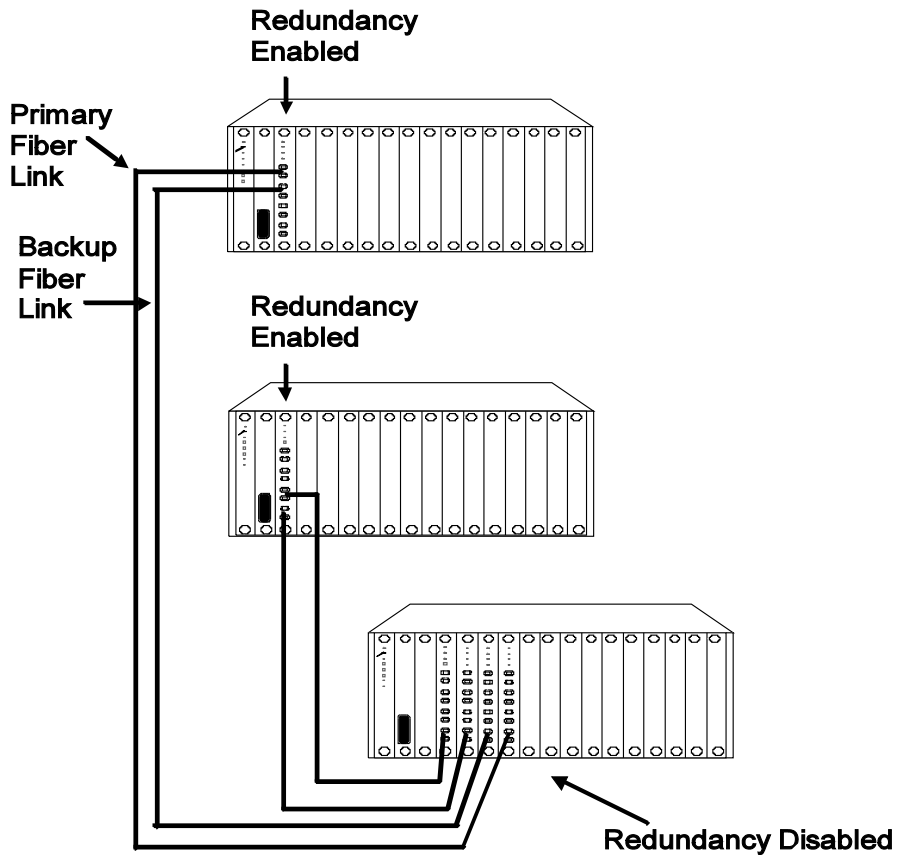 Redundancy
Enabled
Primary
Fiber
Link
Backup
Fiber
Link
Redundancy
Enabled
Redundancy Disabled